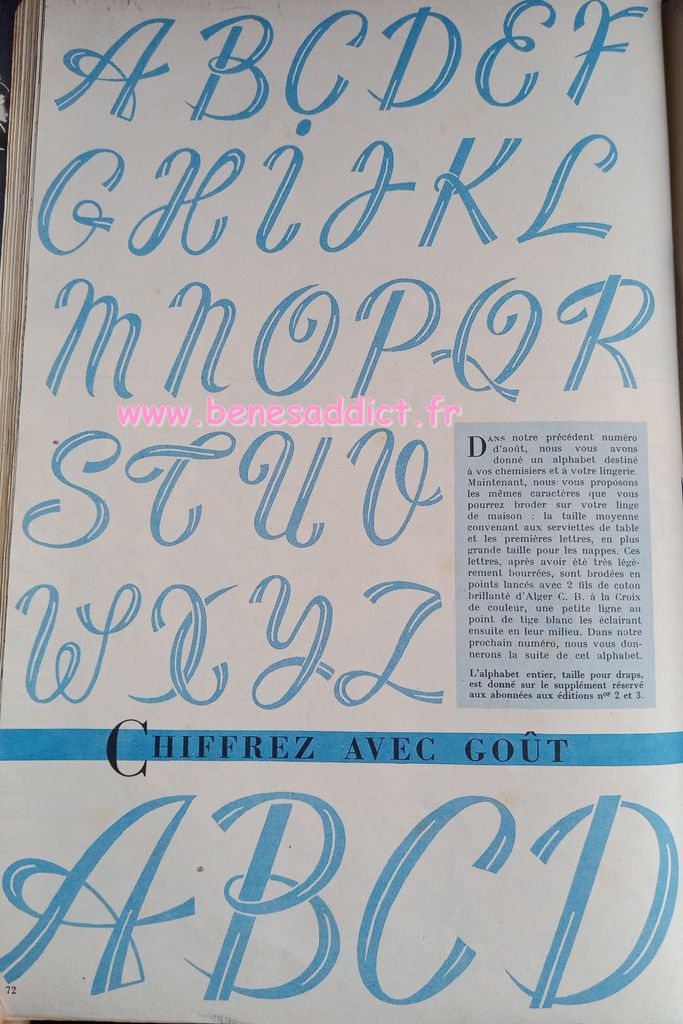 A B C D E F
G H I J K L
M N O P Q R
www.benesaddict.fr
S T U V
W X Y Z
DANS notre précédent numéro
d'août, nous vous avons
donné un alphabet destiné
à vos chemisiers et à votre lingerie.
Maintenant, nous vous proposons
les mêmes caractères que vous
pourrez broder sur votre linge
de maison : la taille moyenne
convenant aux serviettes de table
et les premières lettres, en plus
grande taille pour les nappes. Ces
lettres, après avoir été très légè-
rement bourrées, sont brodées en
points lancés avec 2 fils de coton
brillanté d'Alger C. B. à la Croix
de couleur, une petite ligne au
point de tige blanc les éclairant
ensuite en leur milieu. Dans notre
prochain numéro, nous vous don-
nerons la suite de cet alphabet.
L'alphabet entier, taille pour draps,
est donné sur le supplément réservé
aux abonnées aux éditions nos 2 et 3.
CHIFFREZ AVEC GOÛT
A B C D
72